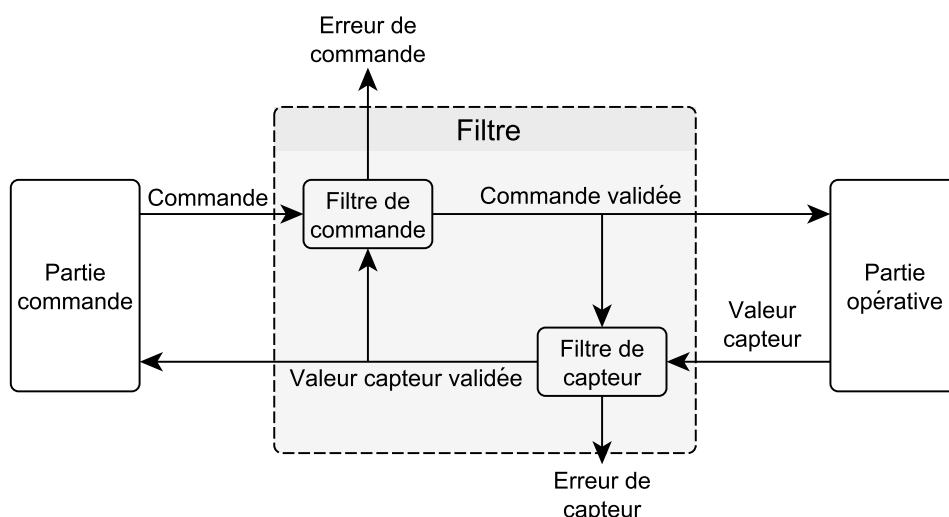 Erreur de
commande
Filtre
Commande
Filtre de
commande
Commande validée
Partie
commande
Partie
opérative
Valeur
capteur
Filtre de
capteur
Valeur capteur validée
Erreur de
capteur